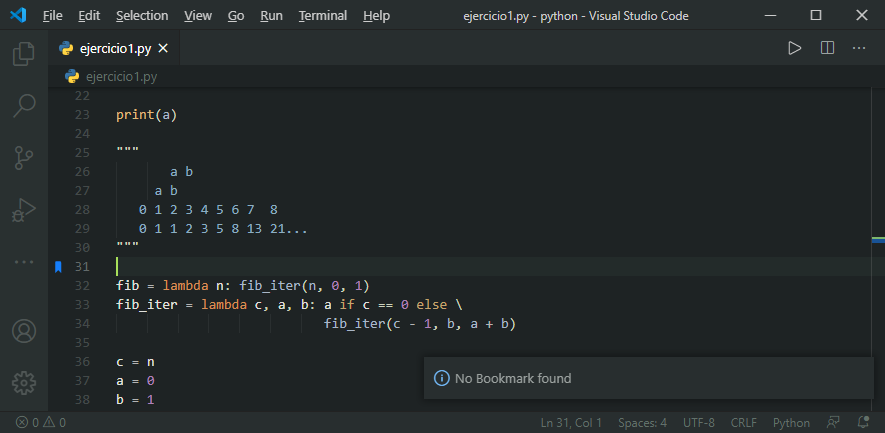 File Edit Selection View Go Run Terminal Help ejercicio1.py - python - Visual Studio Code
ejercicio1.py
ejercicio1.py
22
23 print(a)
24
25 """
26 a b
27 a b
28 0 1 2 3 4 5 6 7 8
29 0 1 1 2 3 5 8 13 21...
30 """
31
32 fib = lambda n: fib_iter(n, 0, 1)
33 fib_iter = lambda c, a, b: a if c == 0 else \
34 fib_iter(c - 1, b, a + b)
35
36 c = n
37 a = 0
38 b = 1
No Bookmark found
0 0 Ln 31, Col 1 Spaces: 4 UTF-8 CRLF Python